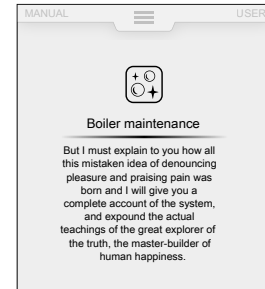 MANUAL USER
Boiler maintenance
But I must explain to you how all
this mistaken idea of denouncing
pleasure and praising pain was
born and I will give you a
complete account of the system,
and expound the actual
teachings of the great explorer of
the truth, the master-builder of
human happiness.